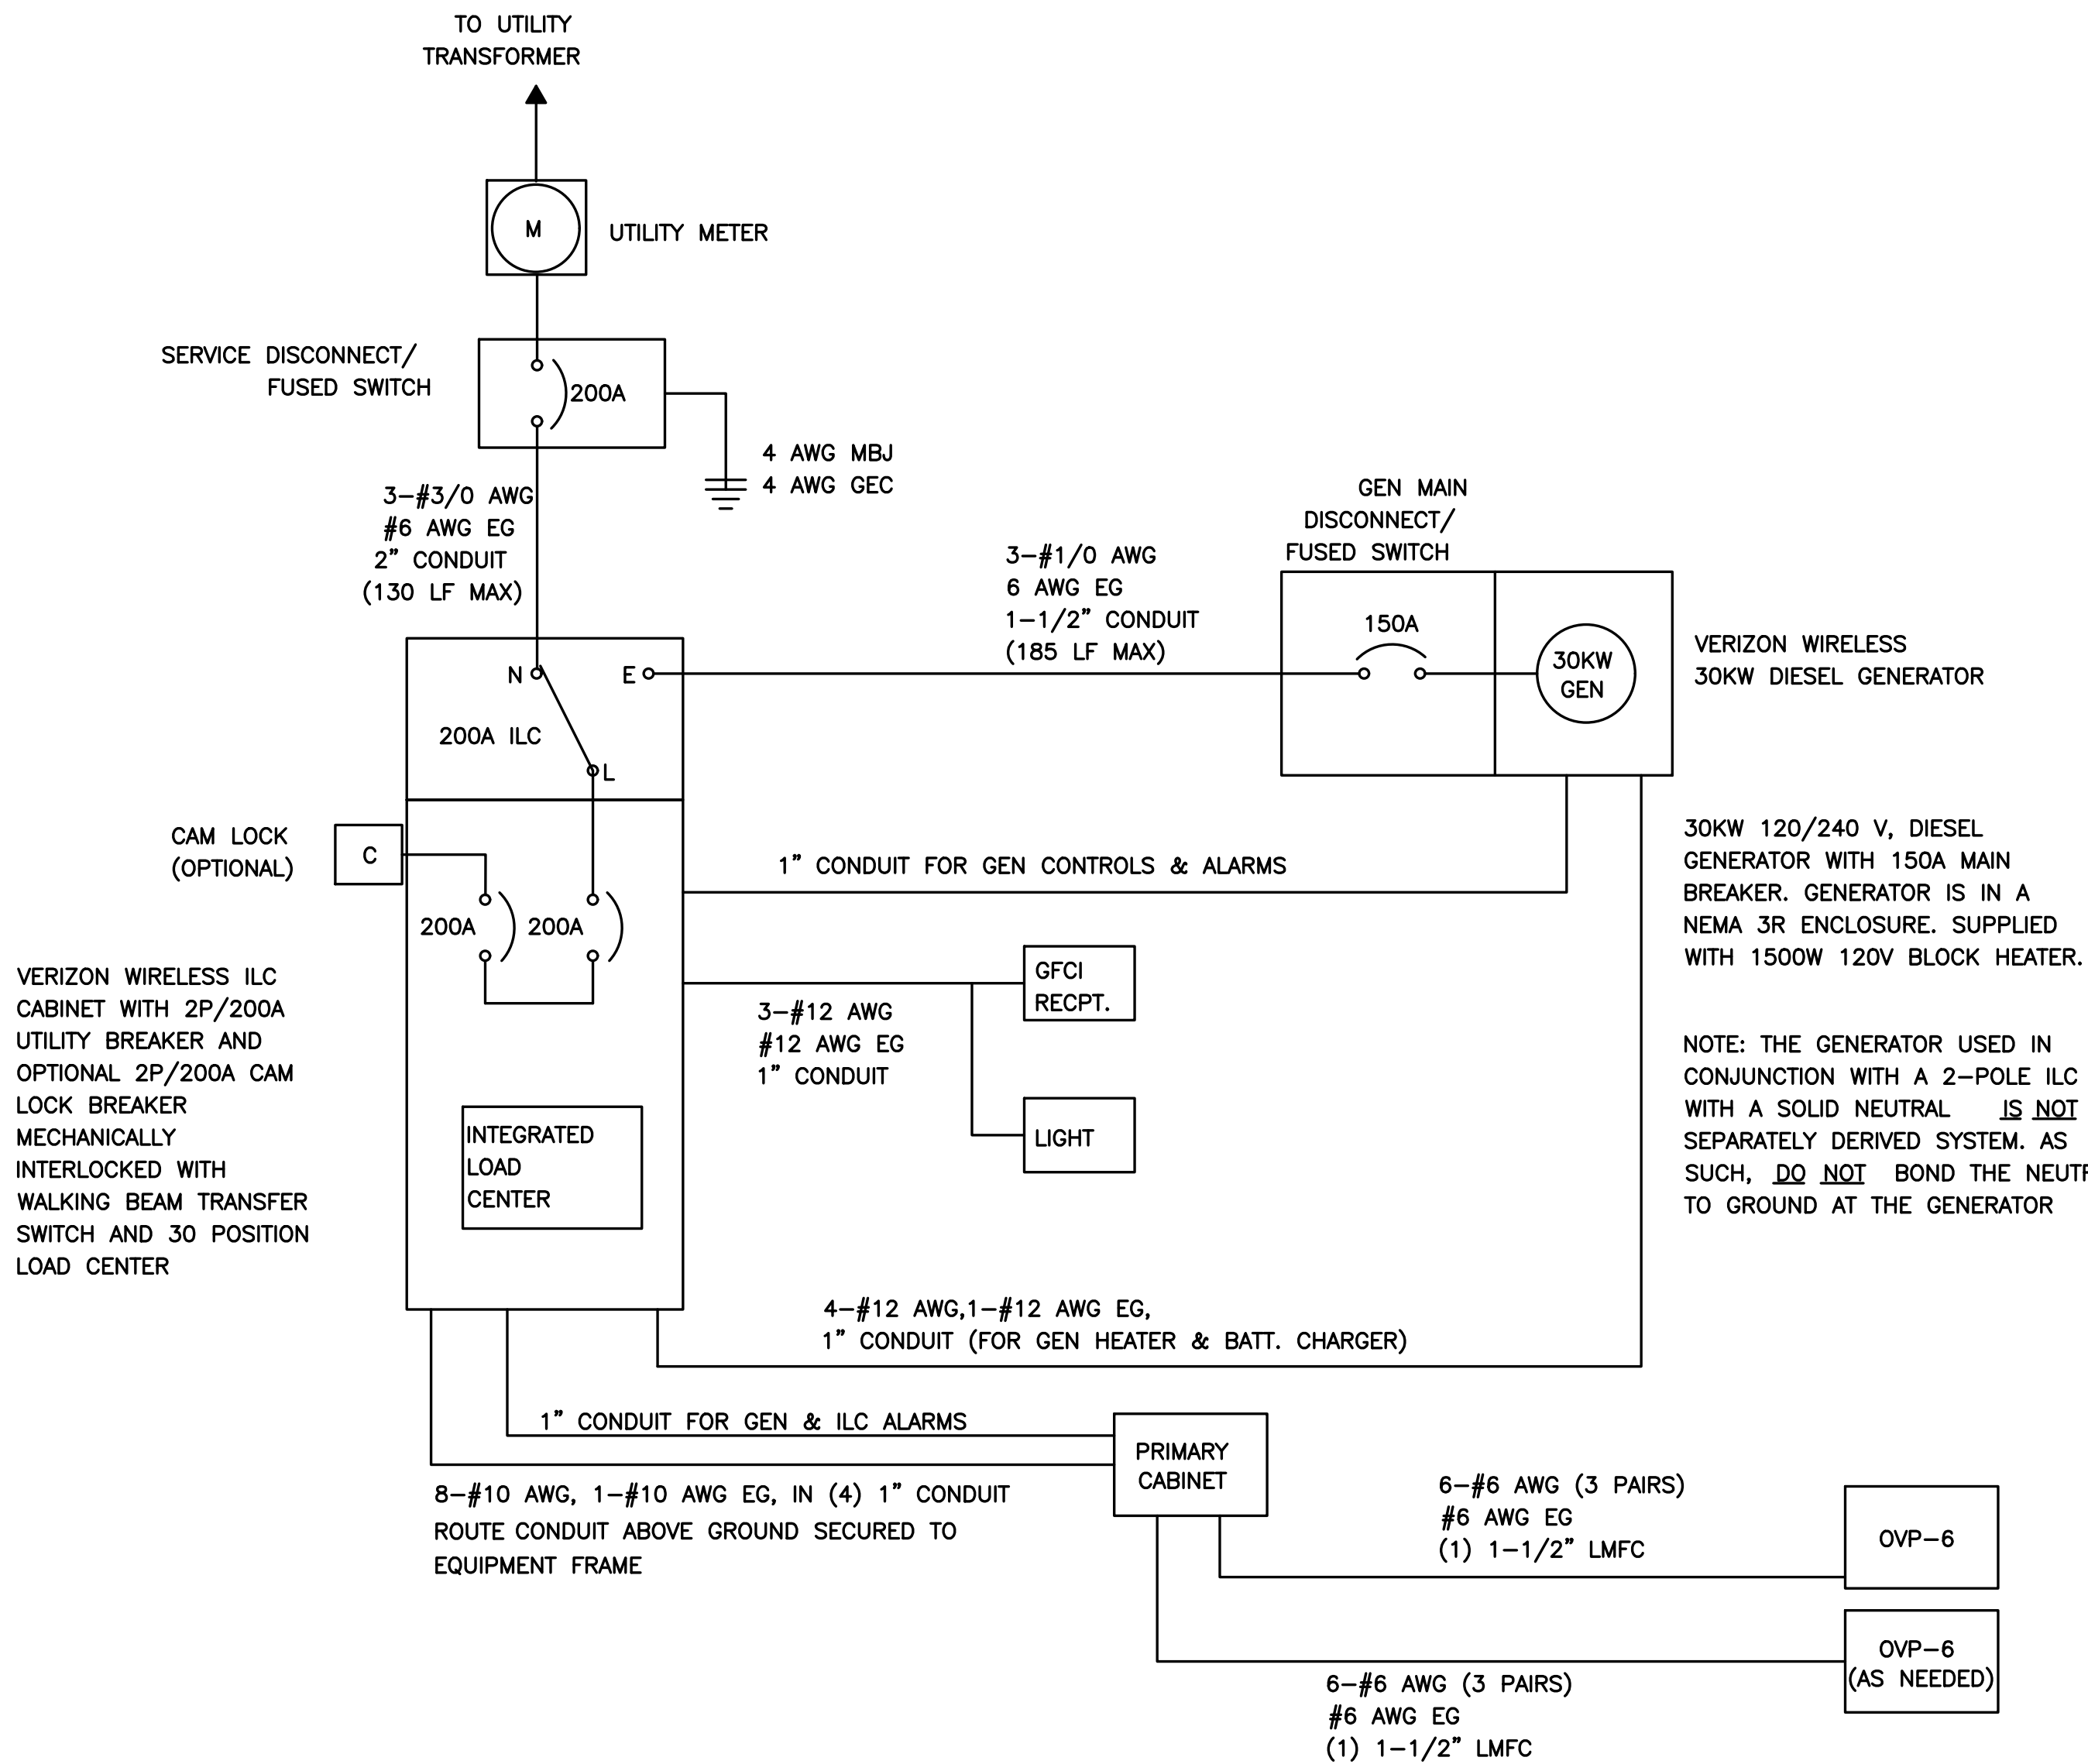 TO UTILITY
TRANSFORMER
M
UTILITY METER
SERVICE DISCONNECT/
FUSED SWITCH
200A
4 AWG MBJ
4 AWG GEC
3-#3/0 AWG
#6 AWG EG
2" CONDUIT
(130 LF MAX)
GEN MAIN
DISCONNECT/
FUSED SWITCH
3-#1/0 AWG
6 AWG EG
1-1/2" CONDUIT
(185 LF MAX)
150A
30KW
GEN
VERIZON WIRELESS
30KW DIESEL GENERATOR
N
E
200A ILC
L
CAM LOCK
(OPTIONAL)
C
1" CONDUIT FOR GEN CONTROLS & ALARMS
200A
200A
30KW 120/240 V, DIESEL
GENERATOR WITH 150A MAIN
BREAKER. GENERATOR IS IN A
NEMA 3R ENCLOSURE. SUPPLIED
WITH 1500W 120V BLOCK HEATER.
VERIZON WIRELESS ILC
CABINET WITH 2P/200A
UTILITY BREAKER AND
OPTIONAL 2P/200A CAM
LOCK BREAKER
MECHANICALLY
INTERLOCKED WITH
WALKING BEAM TRANSFER
SWITCH AND 30 POSITION
LOAD CENTER
GFCI
RECPT.
3-#12 AWG
#12 AWG EG
1" CONDUIT
LIGHT
NOTE: THE GENERATOR USED IN
CONJUNCTION WITH A 2-POLE ILC
WITH A SOLID NEUTRAL IS NOT
SEPARATELY DERIVED SYSTEM. AS
SUCH, DO NOT BOND THE
TO GROUND AT THE GENERATOR
INTEGRATED
LOAD
CENTER
4-#12 AWG,1-#12 AWG EG,
1" CONDUIT (FOR GEN HEATER & BATT. CHARGER)
1" CONDUIT FOR GEN & ILC ALARMS
PRIMARY
CABINET
8-#10 AWG, 1-#10 AWG EG, IN (4) 1" CONDUIT
ROUTE CONDUIT ABOVE GROUND SECURED TO
EQUIPMENT FRAME
6-#6 AWG (3 PAIRS)
#6 AWG EG
(1) 1-1/2" LMFC
OVP-6
OVP-6
(AS NEEDED)
6-#6 AWG (3 PAIRS)
#6 AWG EG
(1) 1-1/2" LMFC